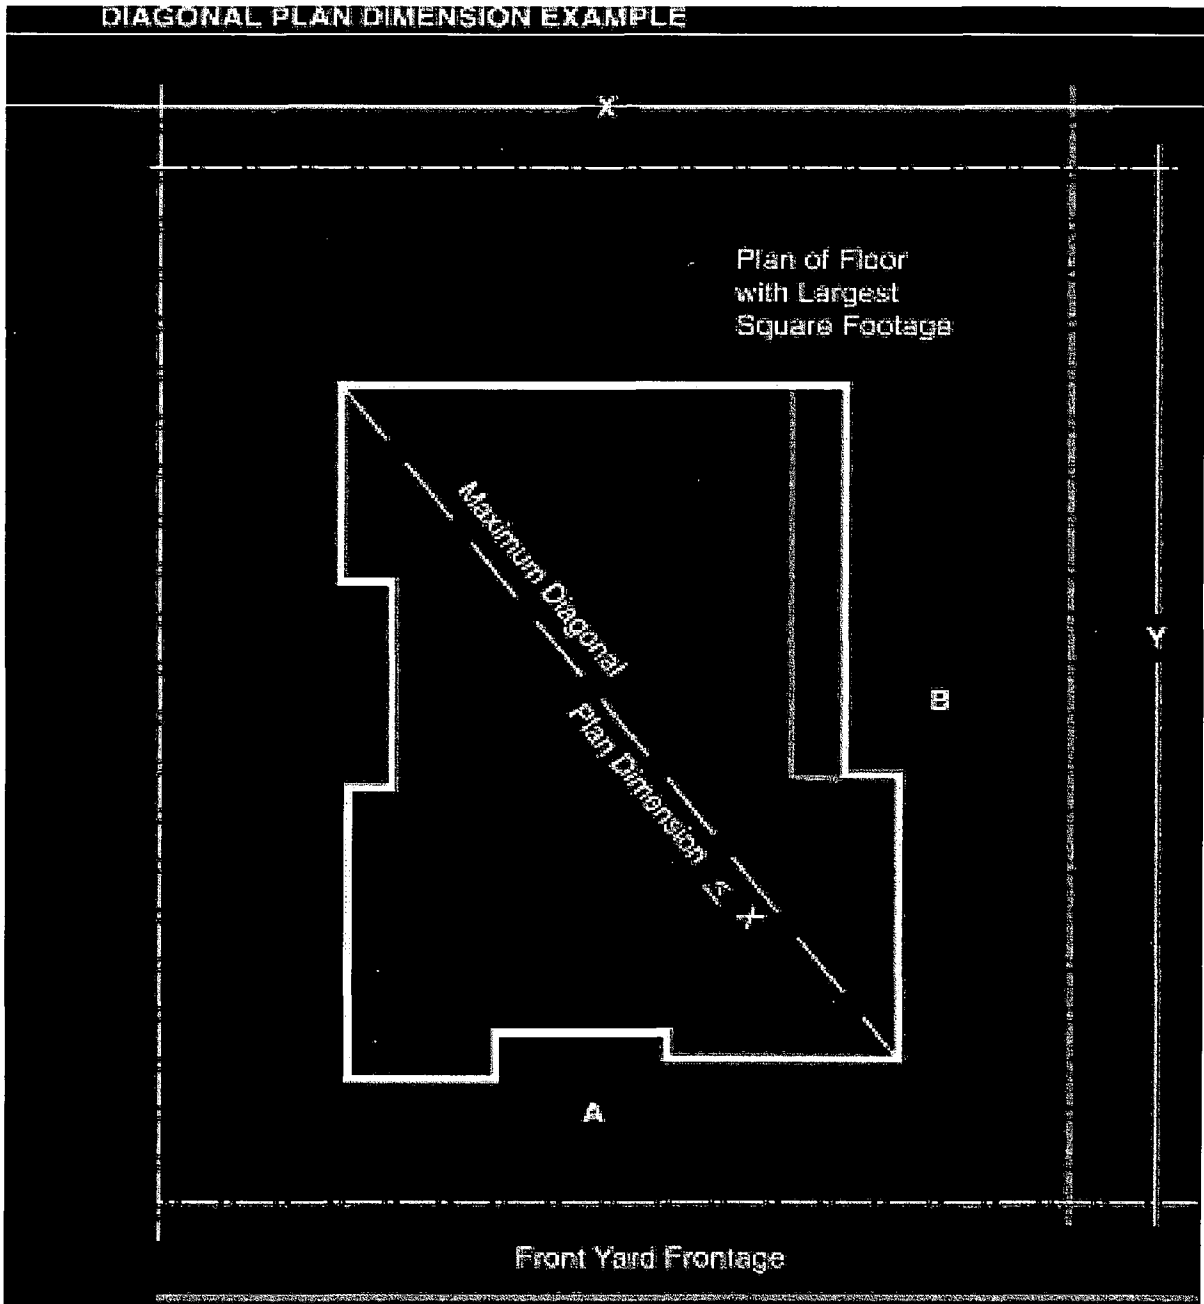 DIAGONAL PLAN DIMENSION EXAMPLE
X
Plan of Floor
with Largest
Square Footage
Maximum Diagonal
Plan Dimension ≤ X
Y
B
A
Front Yard Frontage